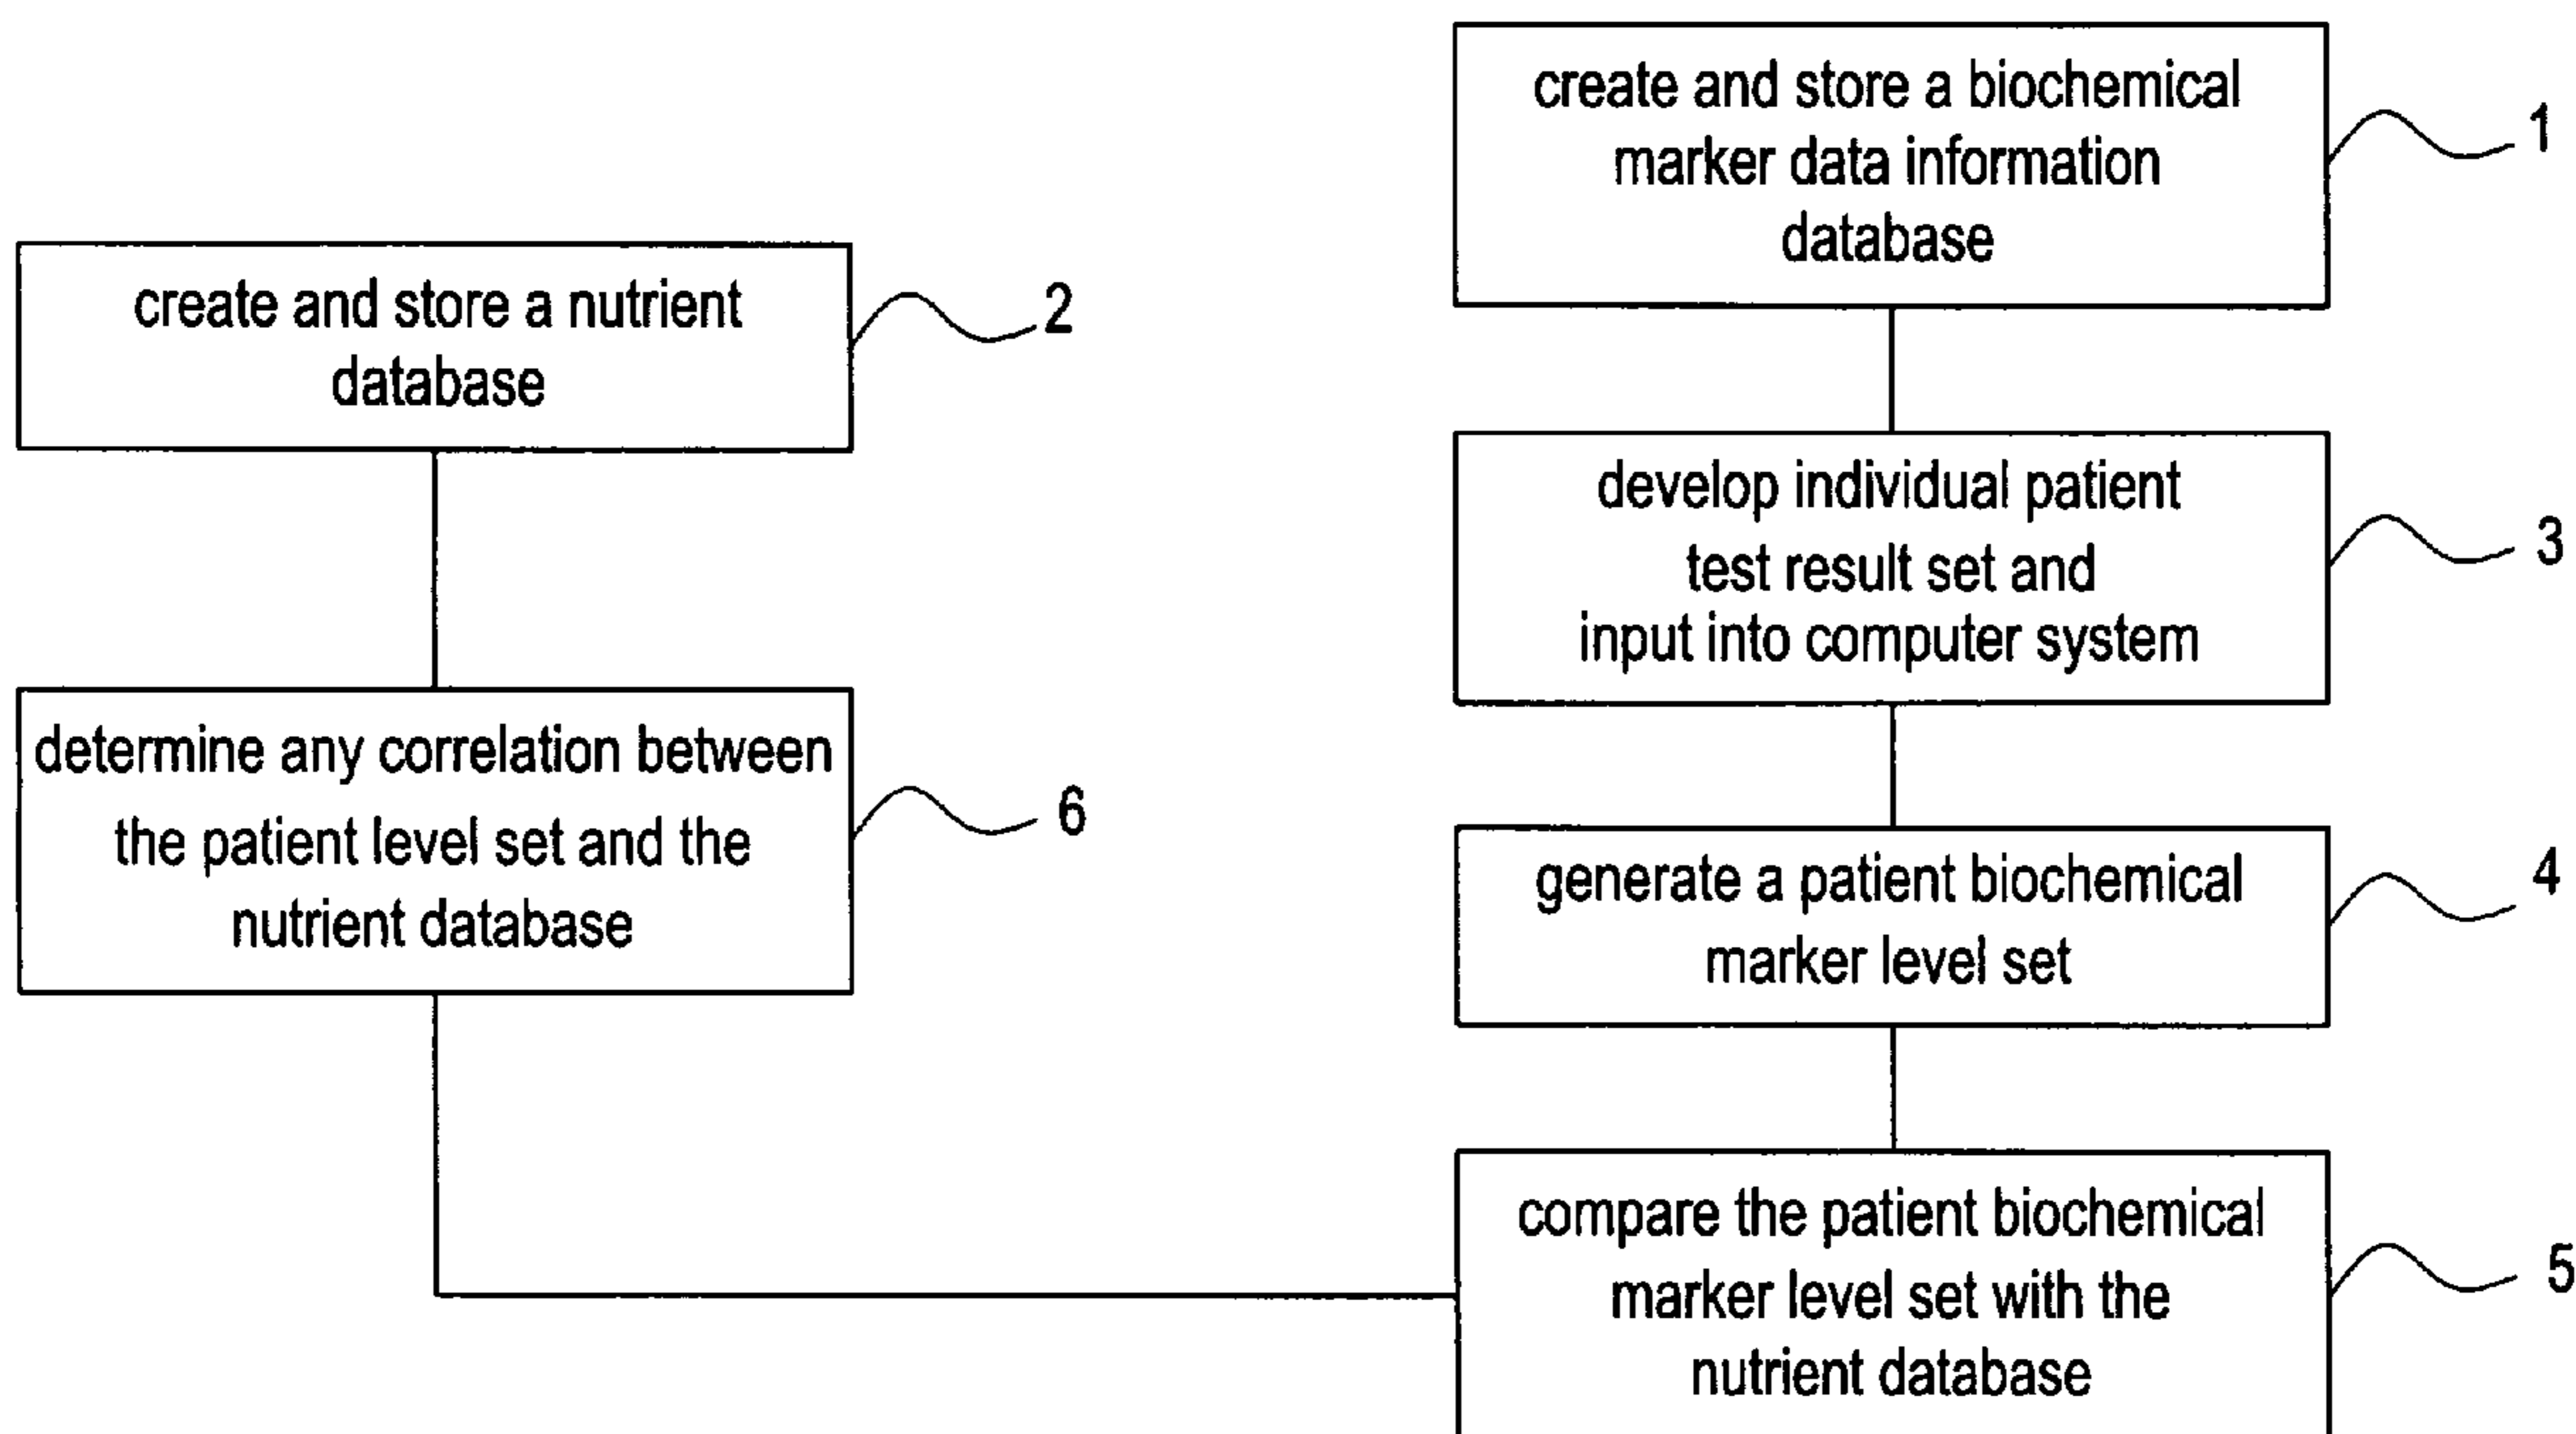 create and store a biochemical
marker data information
database
1
create and store a nutrient
database
2
develop individual patient
test result set and
input into computer system
3
generate a patient biochemical
marker level set
4
compare the patient biochemical
marker level set with the
nutrient database
5
determine any correlation between
the patient level set and the
nutrient database
6